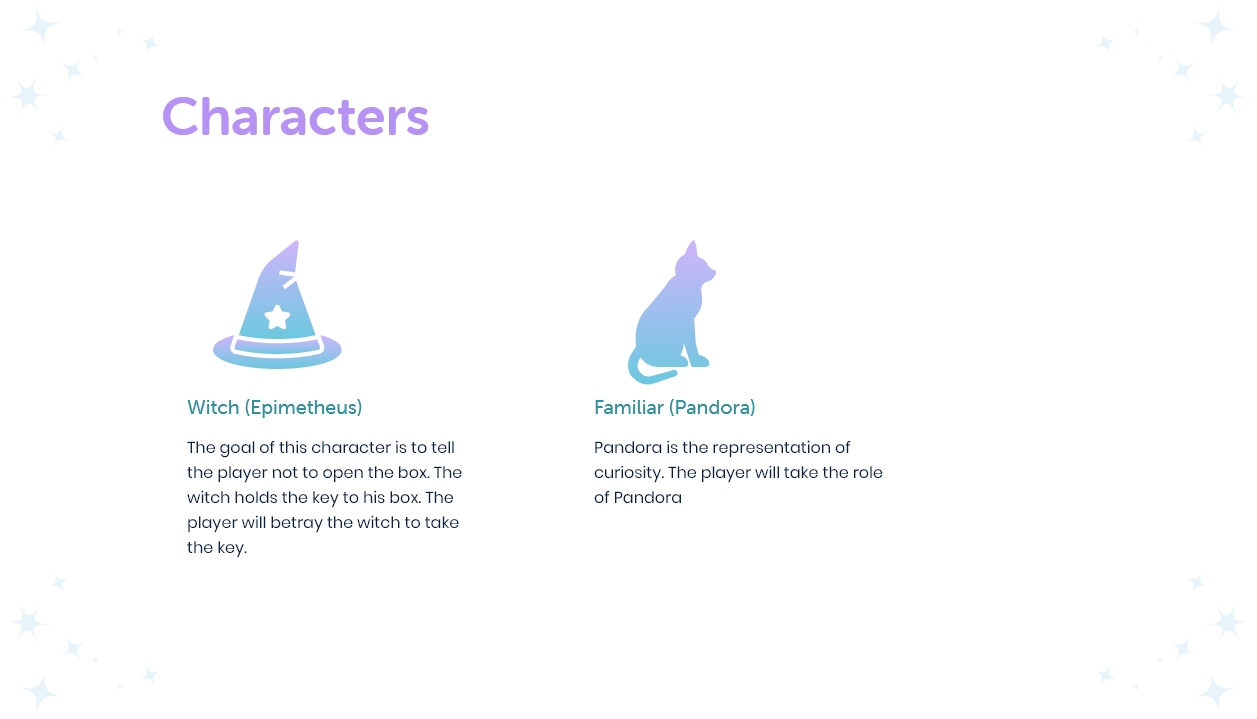 Characters
Witch (Epimetheus)
The goal of this character is to tell
the player not to open the box. The
witch holds the key to his box. The
player will betray the witch to take
the key.
Familiar (Pandora)
Pandora is the representation of
curiosity. The player will take the role
of Pandora